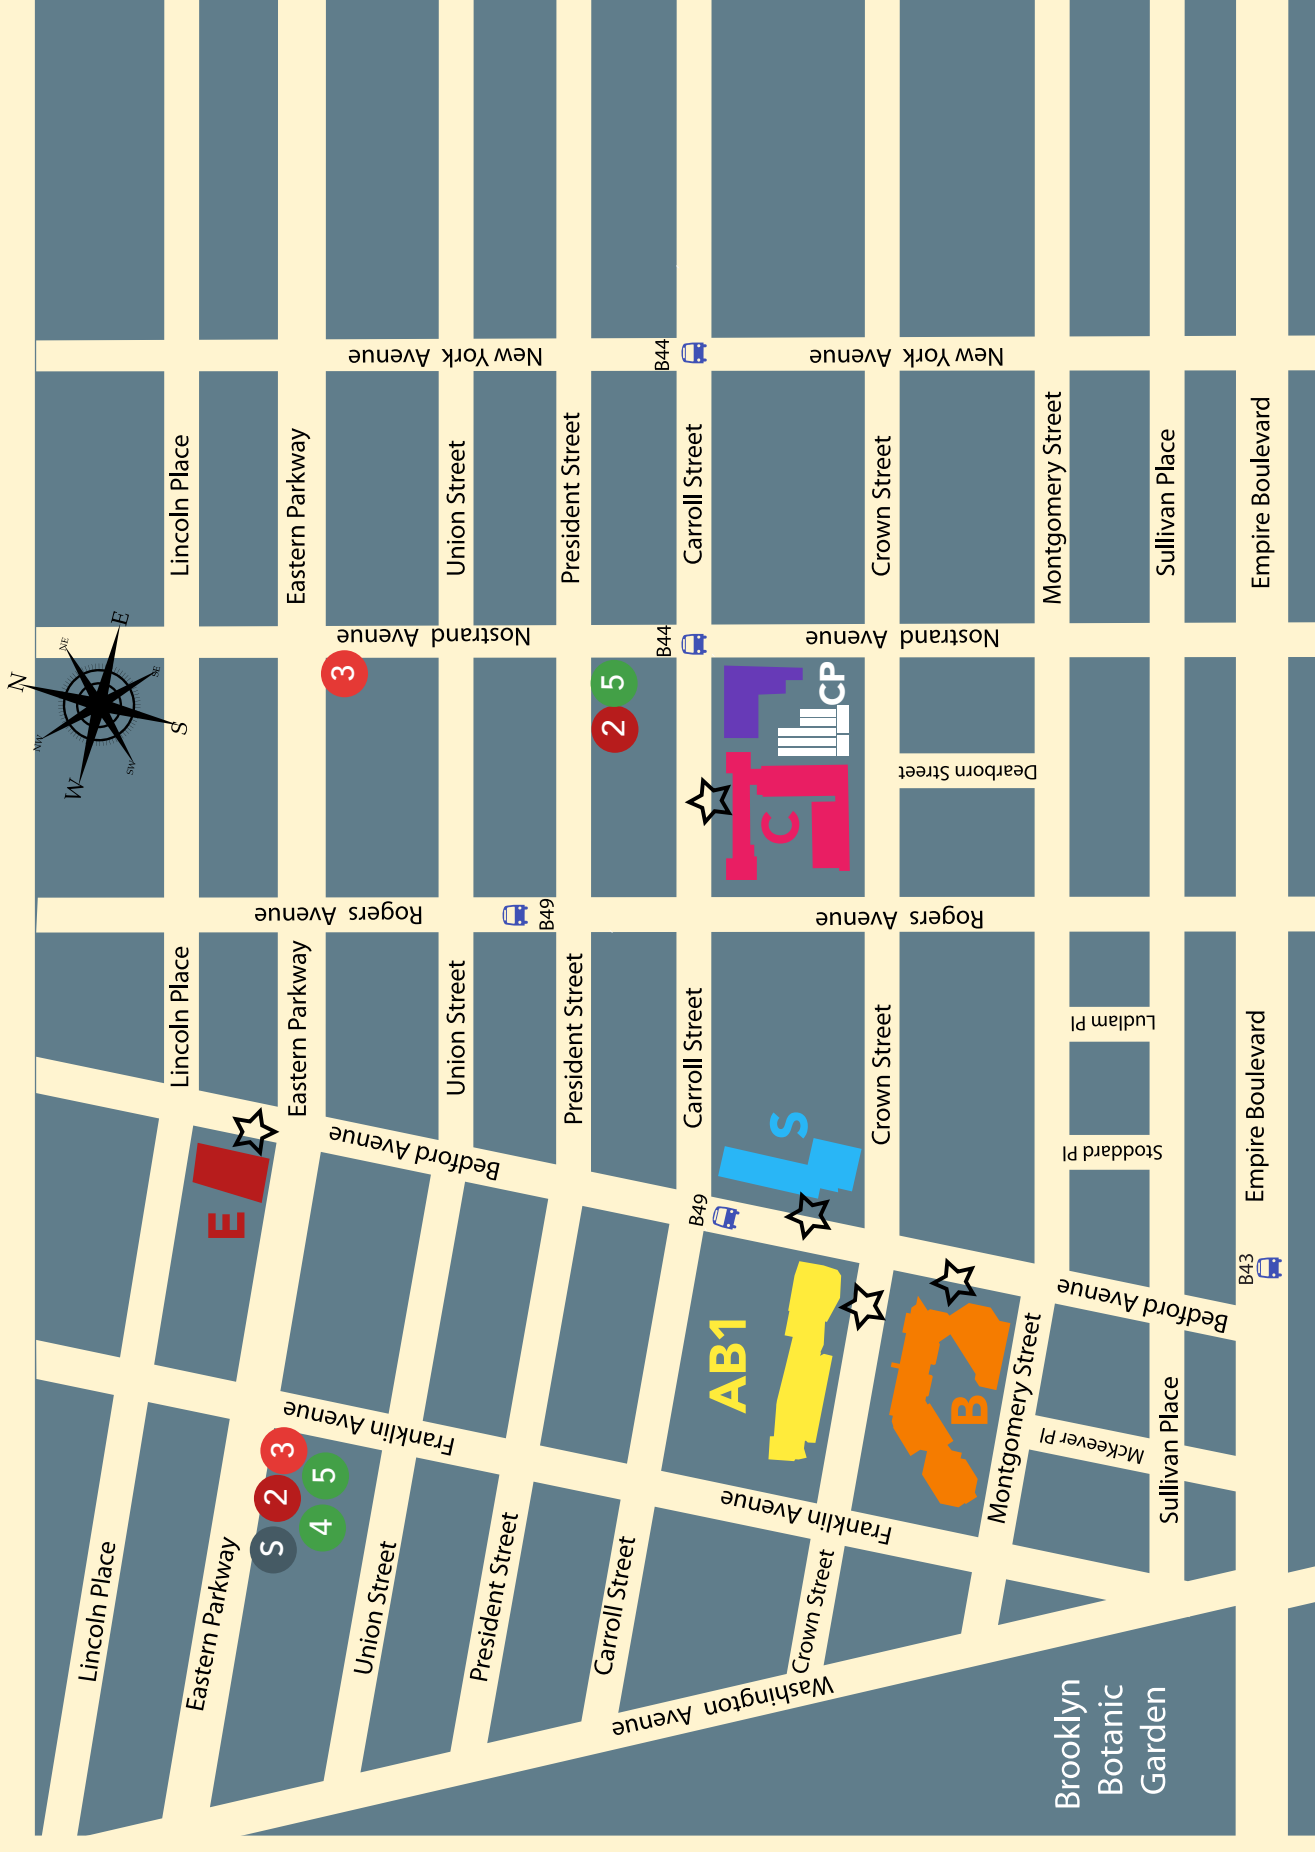 Lincoln Place
Eastern Parkway
Union Street
President Street
Carroll Street
Crown Street
Washington Avenue
Brooklyn
Botanic
Garden
S
2
3
4
5
Franklin Avenue
Franklin Avenue
Montgomery Street
McKeever Pl
Sullivan Place
E
AB1
B
Bedford Avenue
Bedford Avenue
B49
S
B43
Lincoln Place
Eastern Parkway
Union Street
President Street
Carroll Street
Crown Street
Stoddard Pl
Ludlam Pl
Empire Boulevard
Rogers Avenue
B49
Rogers Avenue
C
CP
2
5
3
Dearborn Street
N
NE
E
SE
S
SW
W
NW
Nostrand Avenue
B44
Nostrand Avenue
Lincoln Place
Eastern Parkway
Union Street
President Street
Carroll Street
Crown Street
Montgomery Street
Sullivan Place
Empire Boulevard
New York Avenue
B44
New York Avenue